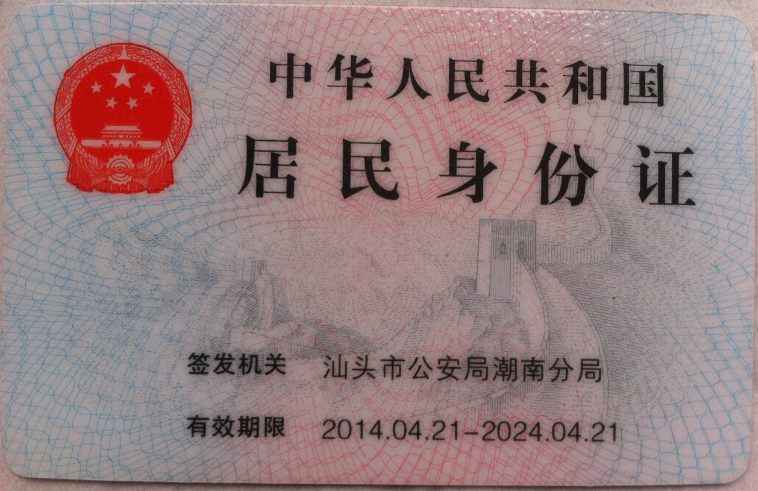 中华人民共和国
居民身份证
签发机关 汕头市公安局潮南分局
有效期限 2014.04.21-2024.04.21